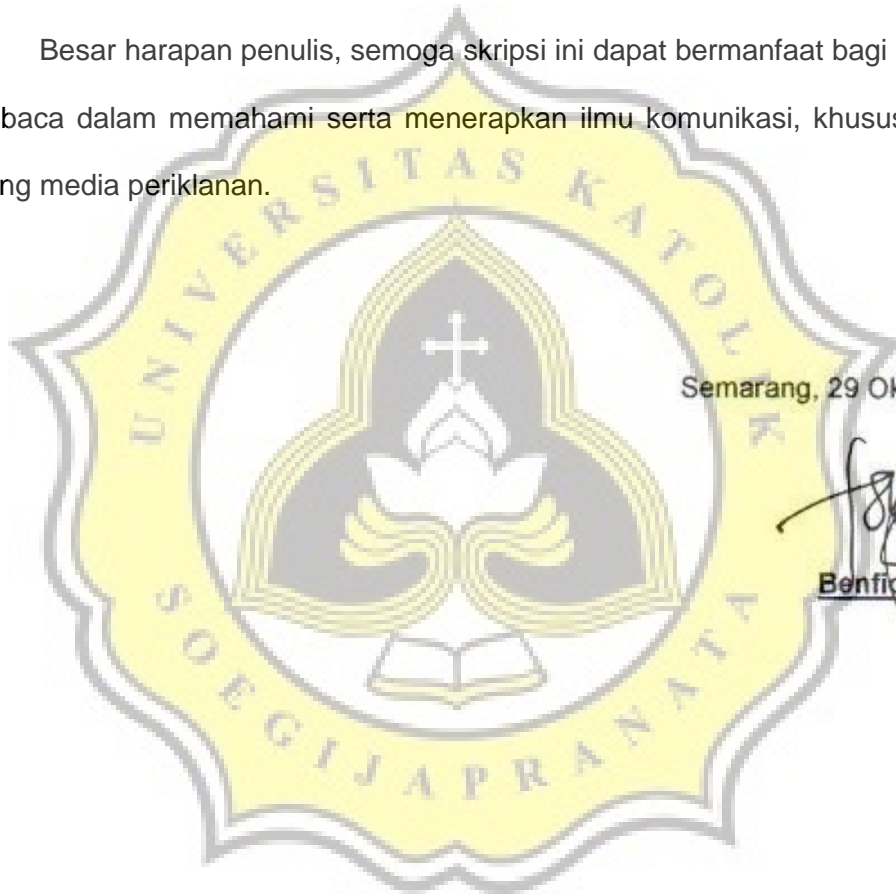 Besar harapan penulis, semoga skripsi ini dapat bermanfaat bagi
baca dalam memahami serta menerapkan ilmu komunikasi, khusus
ng media periklanan.
UNIVERSITAS KATOLIK
SOEGIJAPRANATA
Semarang, 29 Ok
Benfid